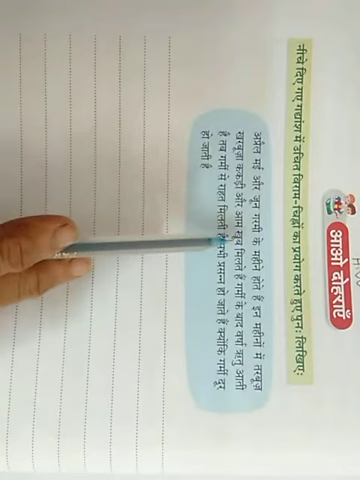 आओ दोहराएँ
नीचे दिए गए गद्यांश में उचित विराम-चिह्नों का प्रयोग करते हुए पुनः लिखिए:
अप्रैल मई और जून गरमी के महीने होते हैं इन महीनों में तरबूज़
खरबूज़ा ककड़ी और आम खूब मिलते हैं गर्मी के बाद वर्षा ऋतु आती
है तब गर्मी से राहत मिलती है सभी प्रसन्न हो जाते हैं क्योंकि गर्मी दूर
हो जाती है